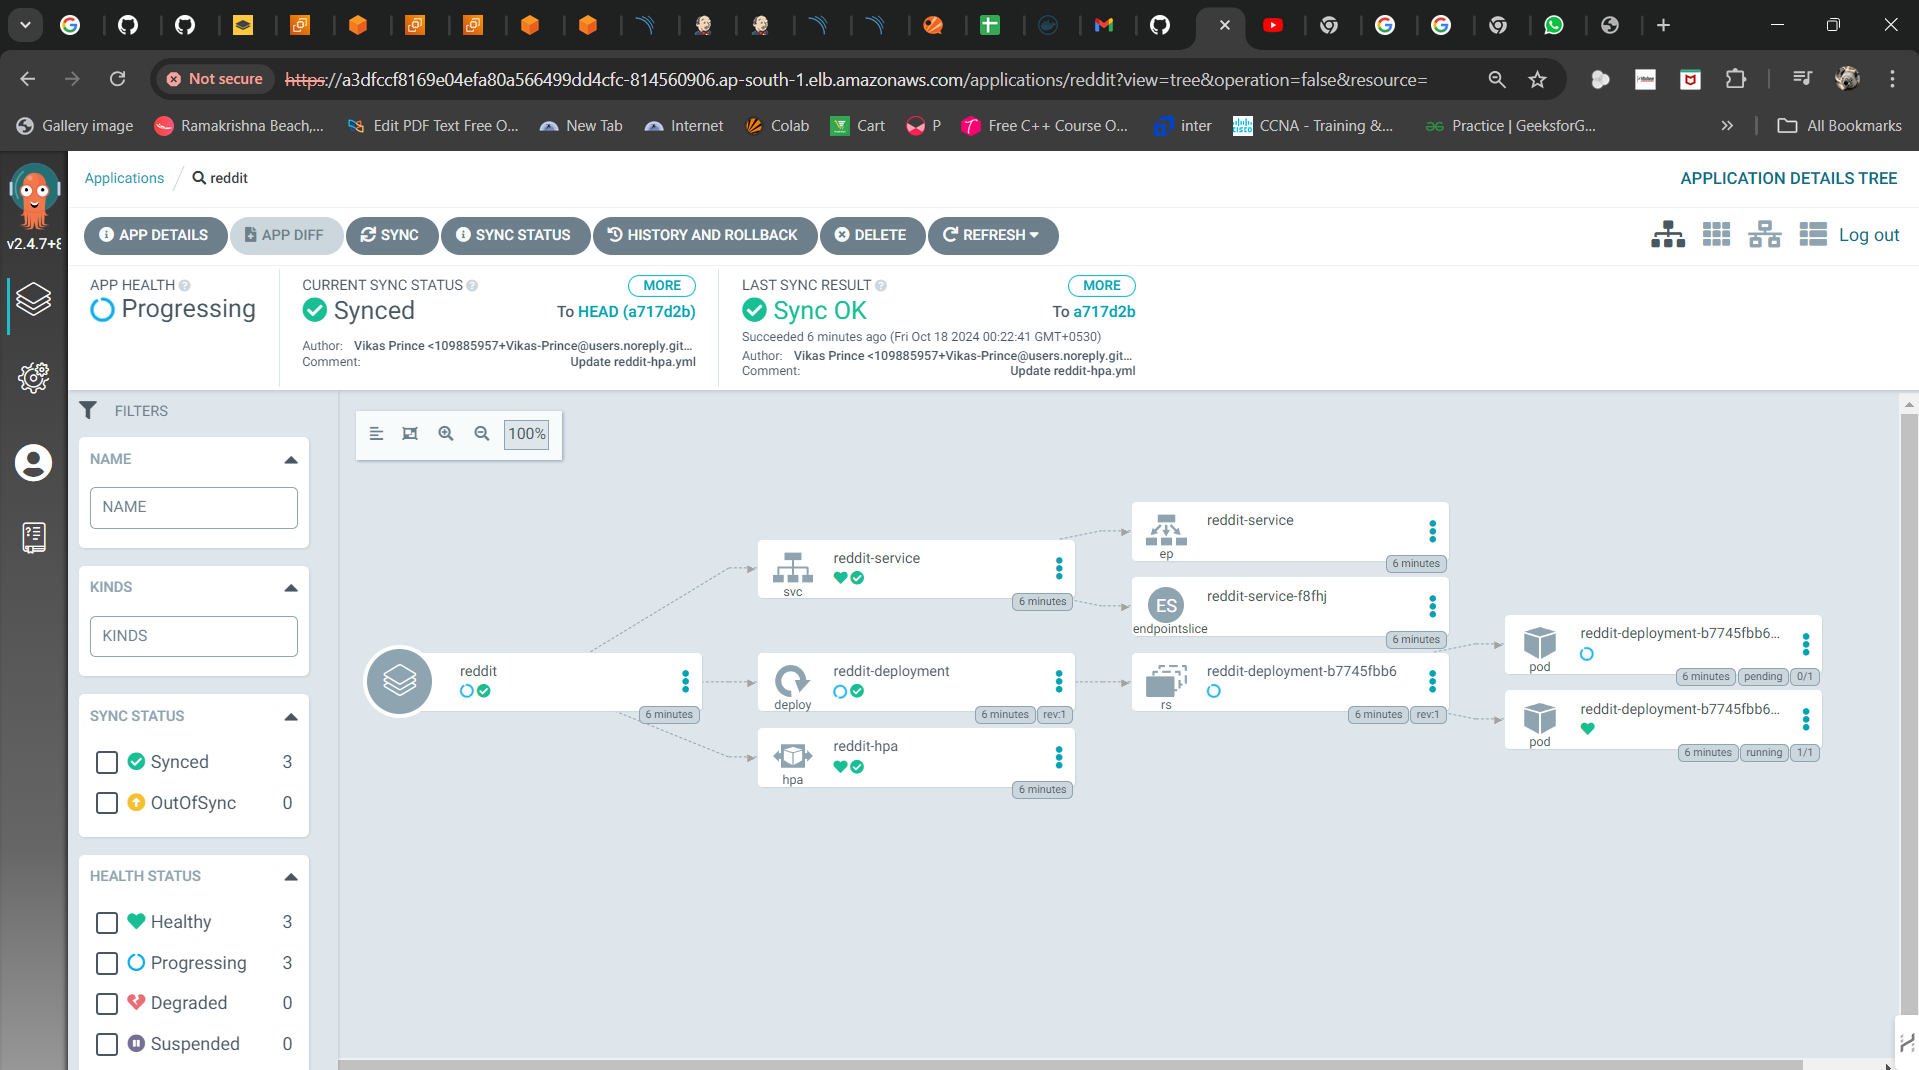 Not secure https://a3dfccf8169e04efa80a566499dd4cfc-814560906.ap-south-1.elb.amazonaws.com/applications/reddit?view=tree&operation=false&resource=
Gallery image Ramakrishna Beach,... Edit PDF Text Free O... New Tab Internet Colab Cart P Free C++ Course O... inter CCNA - Training &... Practice | GeeksforG... » All Bookmarks
Applications reddit APPLICATION DETAILS TREE
v2.4.7+8
APP DETAILS APP DIFF SYNC SYNC STATUS HISTORY AND ROLLBACK DELETE REFRESH Log out
APP HEALTH
Progressing
CURRENT SYNC STATUS MORE
Synced To HEAD (a717d2b)
Author: Vikas Prince <109885957+Vikas-Prince@users.noreply.git...
Comment: Update reddit-hpa.yml
LAST SYNC RESULT MORE
Sync OK To a717d2b
Succeeded 6 minutes ago (Fri Oct 18 2024 00:22:41 GMT+0530)
Author: Vikas Prince <109885957+Vikas-Prince@users.noreply.git...
Comment: Update reddit-hpa.yml
FILTERS
NAME
NAME
KINDS
KINDS
SYNC STATUS
Synced 3
OutOfSync 0
HEALTH STATUS
Healthy 3
Progressing 3
Degraded 0
Suspended 0
100%
reddit
6 minutes
reddit-service
svc
6 minutes
reddit-deployment
deploy
6 minutes rev:1
reddit-hpa
hpa
6 minutes
reddit-service
ep
6 minutes
ES
reddit-service-f8fhj
endpointslice
6 minutes
reddit-deployment-b7745fbb6
rs
6 minutes rev:1
reddit-deployment-b7745fbb6...
pod
6 minutes pending 0/1
reddit-deployment-b7745fbb6...
pod
6 minutes running 1/1